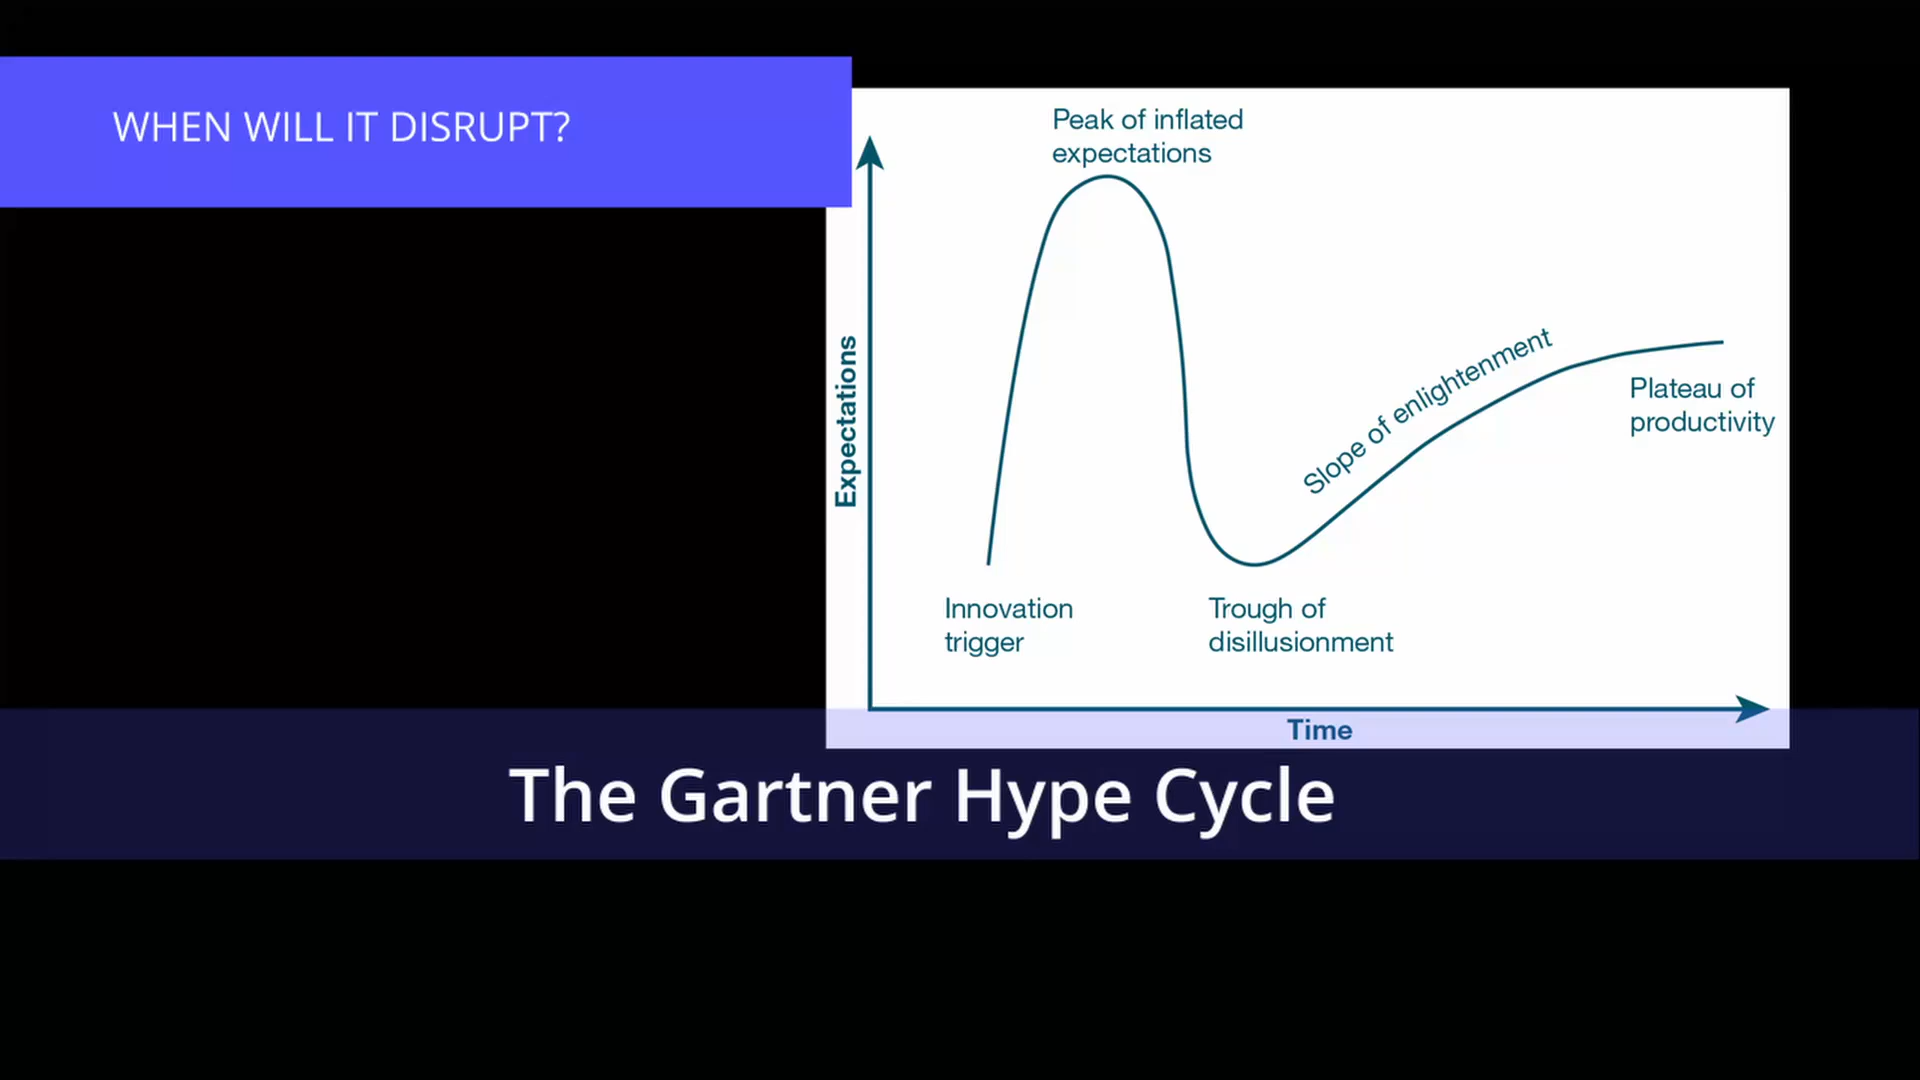 WHEN WILL IT DISRUPT?
Peak of inflated
expectations
Expectations
Slope of enlightenment
Plateau of
productivity
Innovation
trigger
Trough of
disillusionment
Time
The Gartner Hype Cycle